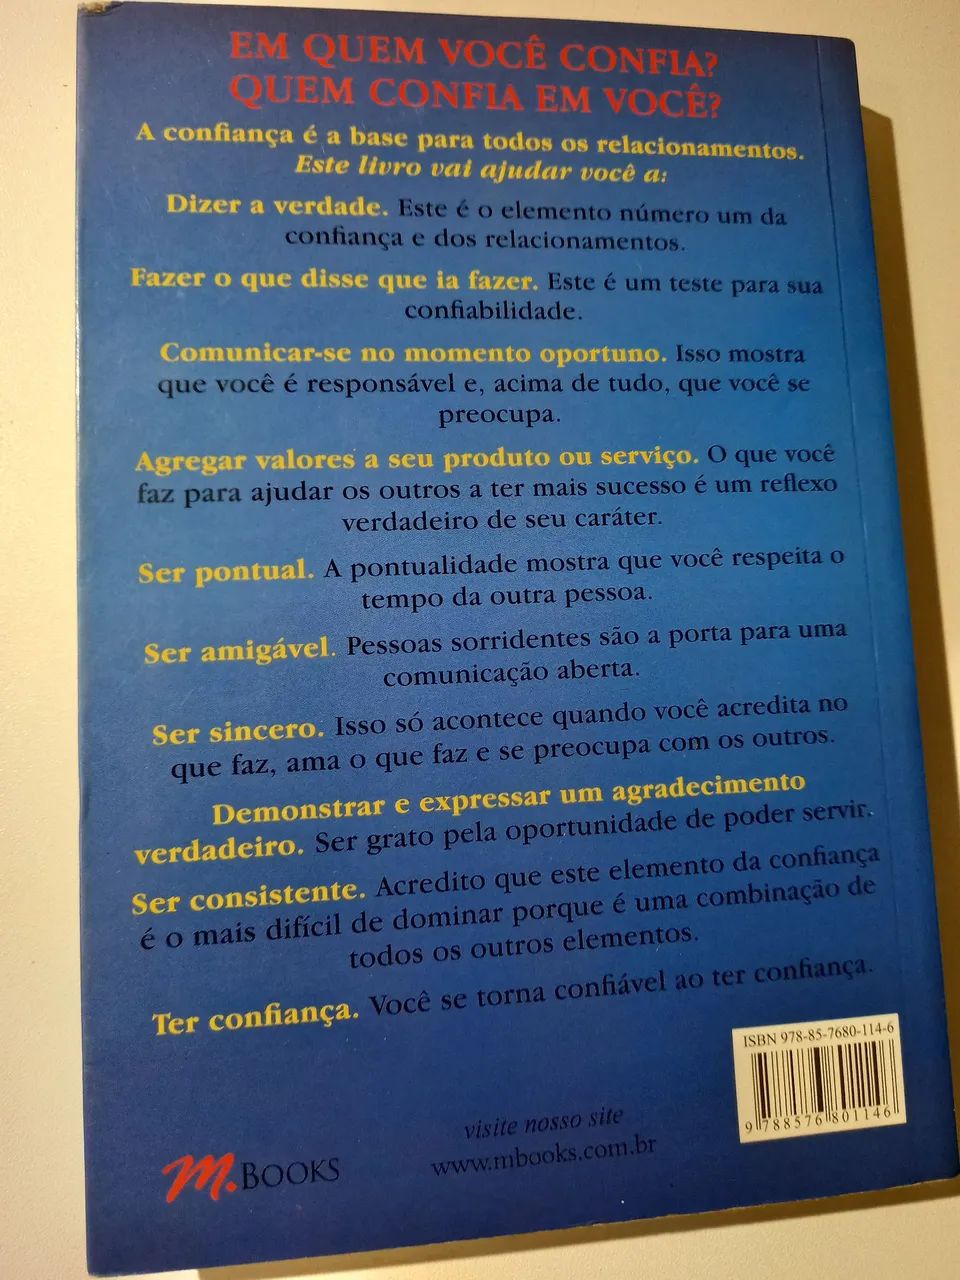 EM QUEM VOCÊ CONFIA?
QUEM CONFIA EM VOCÊ?
A confiança é a base para todos os relacionamentos.
Este livro vai ajudar você a:
Dizer a verdade. Este é o elemento número um da
confiança e dos relacionamentos.
Fazer o que disse que ia fazer. Este é um teste para sua
confiabilidade.
Comunicar-se no momento oportuno. Isso mostra
que você é responsável e, acima de tudo, que você se
preocupa.
Agregar valores a seu produto ou serviço. O que você
faz para ajudar os outros a ter mais sucesso é um reflexo
verdadeiro de seu caráter.
Ser pontual. A pontualidade mostra que você respeita o
tempo da outra pessoa.
Ser amigável. Pessoas sorridentes são a porta para uma
comunicação aberta.
Ser sincero. Isso só acontece quando você acredita no
que faz, ama o que faz e se preocupa com os outros.
Demonstrar e expressar um agradecimento
verdadeiro. Ser grato pela oportunidade de poder servir.
Ser consistente. Acredito que este elemento da confiança
é o mais difícil de dominar porque é uma combinação de
todos os outros elementos.
Ter confiança. Você se torna confiável ao ter confiança.
ISBN 978-85-7680-114-6
9 788576 801146
visite nosso site
www.mbooks.com.br
M.BOOKS